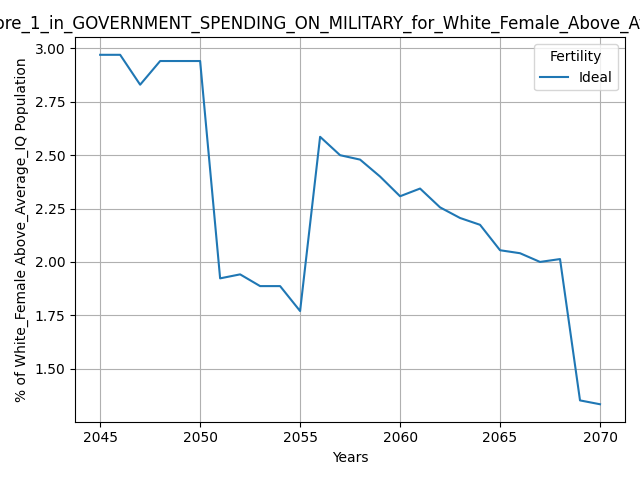 ore_1_in_GOVERNMENT_SPENDING_ON_MILITARY_for_White_Female_Above_A
% of White_Female Above_Average_IQ Population
3.00
2.75
2.50
2.25
2.00
1.75
1.50
Fertility
Ideal
2045 2050 2055 2060 2065 2070
Years